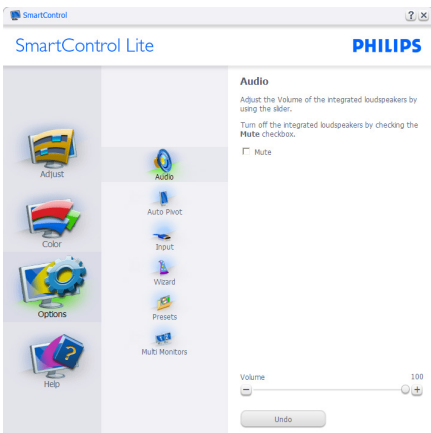 SmartControl
SmartControl Lite
PHILIPS
Adjust
Color
Options
Help
Audio
Auto Pivot
Input
Wizard
Presets
Multi Monitors
Audio
Adjust the Volume of the integrated loudspeakers by
using the slider.
Turn off the integrated loudspeakers by checking the
Mute checkbox.
Mute
Volume 100
Undo